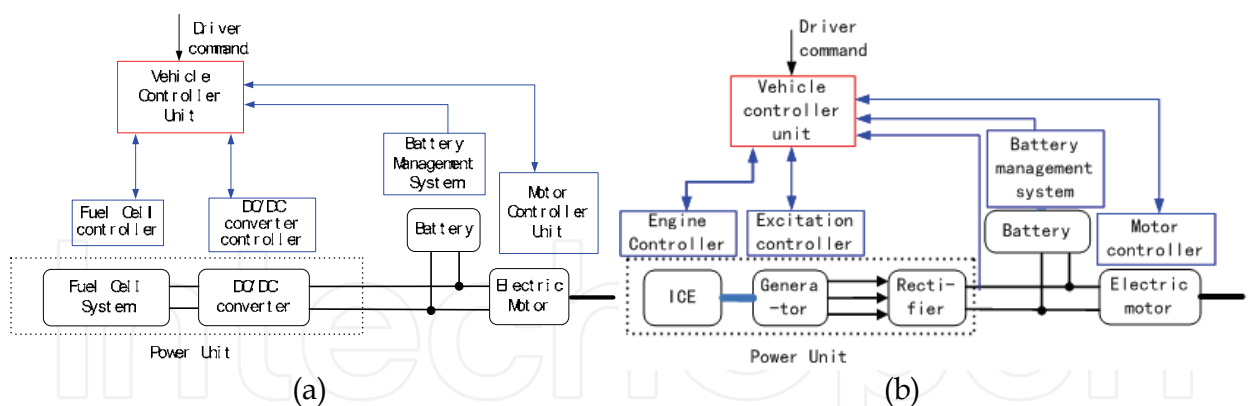 Driver
command
Vehicle
Controller
Unit
Battery
Management
System
Motor Controller
Unit
Fuel Cell
controller
DC/DC
converter
controller
Battery
Fuel Cell
System
DC/DC
converter
Electric
Motor
Power Unit
(a)
Driver
command
Vehicle
controller
unit
Battery
management
system
Engine
Controller
Excitation
controller
Battery
Motor
controller
ICE
Genera
-tor
Recti-
fier
Electric
motor
Power Unit
(b)
IntechOpen